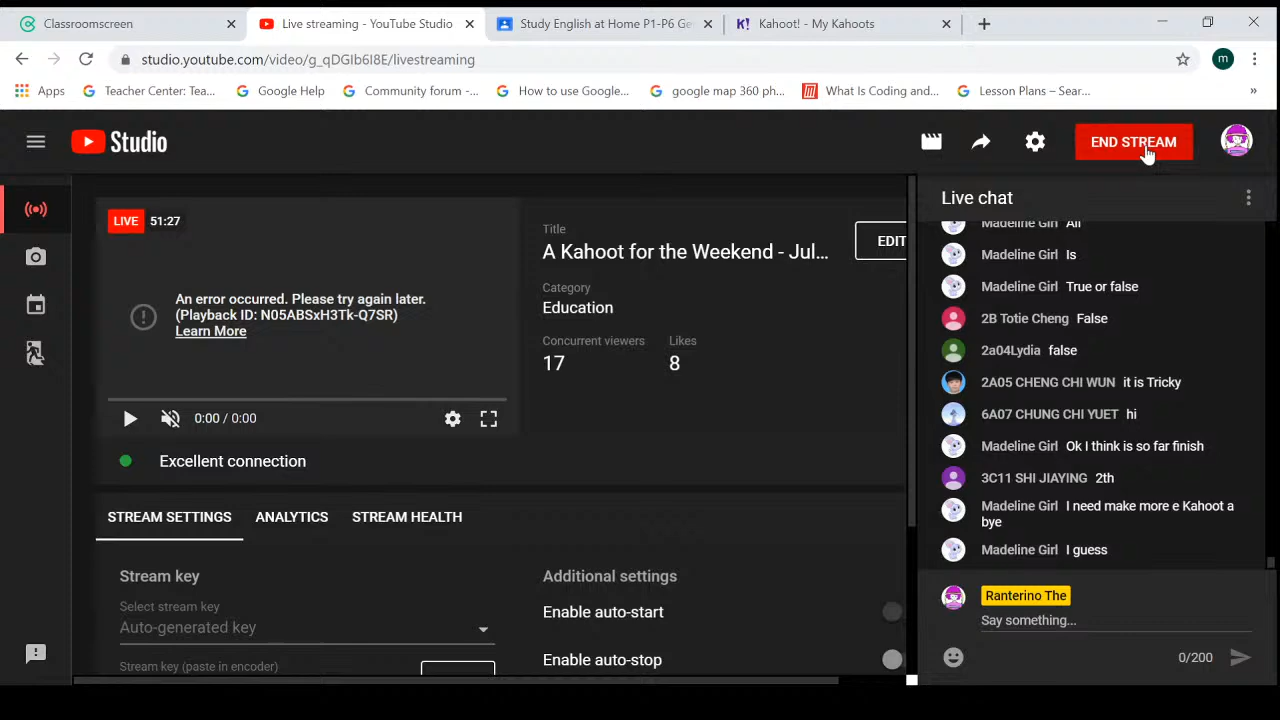 Classroomscreen
Live streaming - YouTube Studio
Study English at Home P1-P6 Ge
Kahoot! - My Kahoots
studio.youtube.com/video/g_qDGIb6I8E/livestreaming
m
Apps
Teacher Center: Tea...
Google Help
Community forum -...
How to use Google...
google map 360 ph...
What Is Coding and...
Lesson Plans – Sear...
»
Studio
END STREAM
LIVE 51:27
An error occurred. Please try again later.
(Playback ID: N05ABSxH3Tk-Q7SR)
Learn More
0:00 / 0:00
Excellent connection
Title
A Kahoot for the Weekend - Jul...
EDIT
Category
Education
Concurrent viewers
17
Likes
8
STREAM SETTINGS
ANALYTICS
STREAM HEALTH
Stream key
Select stream key
Auto-generated key
Stream key (paste in encoder)
Additional settings
Enable auto-start
Enable auto-stop
Live chat
Madeline Girl All
Madeline Girl Is
Madeline Girl True or false
2B Totie Cheng False
2a04Lydia false
2A05 CHENG CHI WUN it is Tricky
6A07 CHUNG CHI YUET hi
Madeline Girl Ok I think is so far finish
3C11 SHI JIAYING 2th
Madeline Girl I need make more e Kahoot a
bye
Madeline Girl I guess
Ranterino The
Say something...
0/200